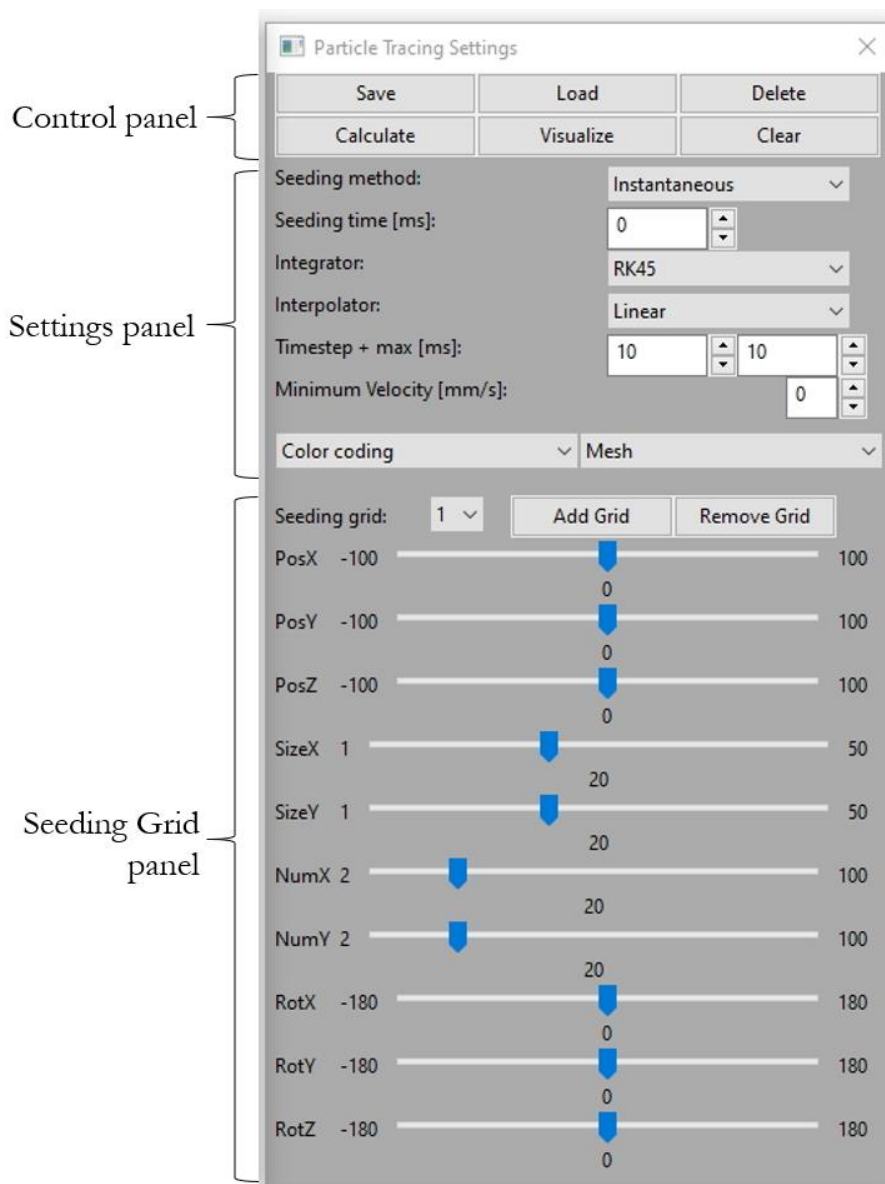 Particle Tracing Settings
Control panel
Save Load Delete
Calculate Visualize Clear
Settings panel
Seeding method: Instantaneous
Seeding time [ms]: 0
Integrator: RK45
Interpolator: Linear
Timestep + max [ms]: 10 10
Minimum Velocity [mm/s]: 0
Color coding Mesh
Seeding Grid
panel
Seeding grid: 1 Add Grid Remove Grid
PosX -100 100
0
PosY -100 100
0
PosZ -100 100
0
SizeX 1 50
20
SizeY 1 50
20
NumX 2 100
20
NumY 2 100
20
RotX -180 180
0
RotY -180 180
0
RotZ -180 180
0